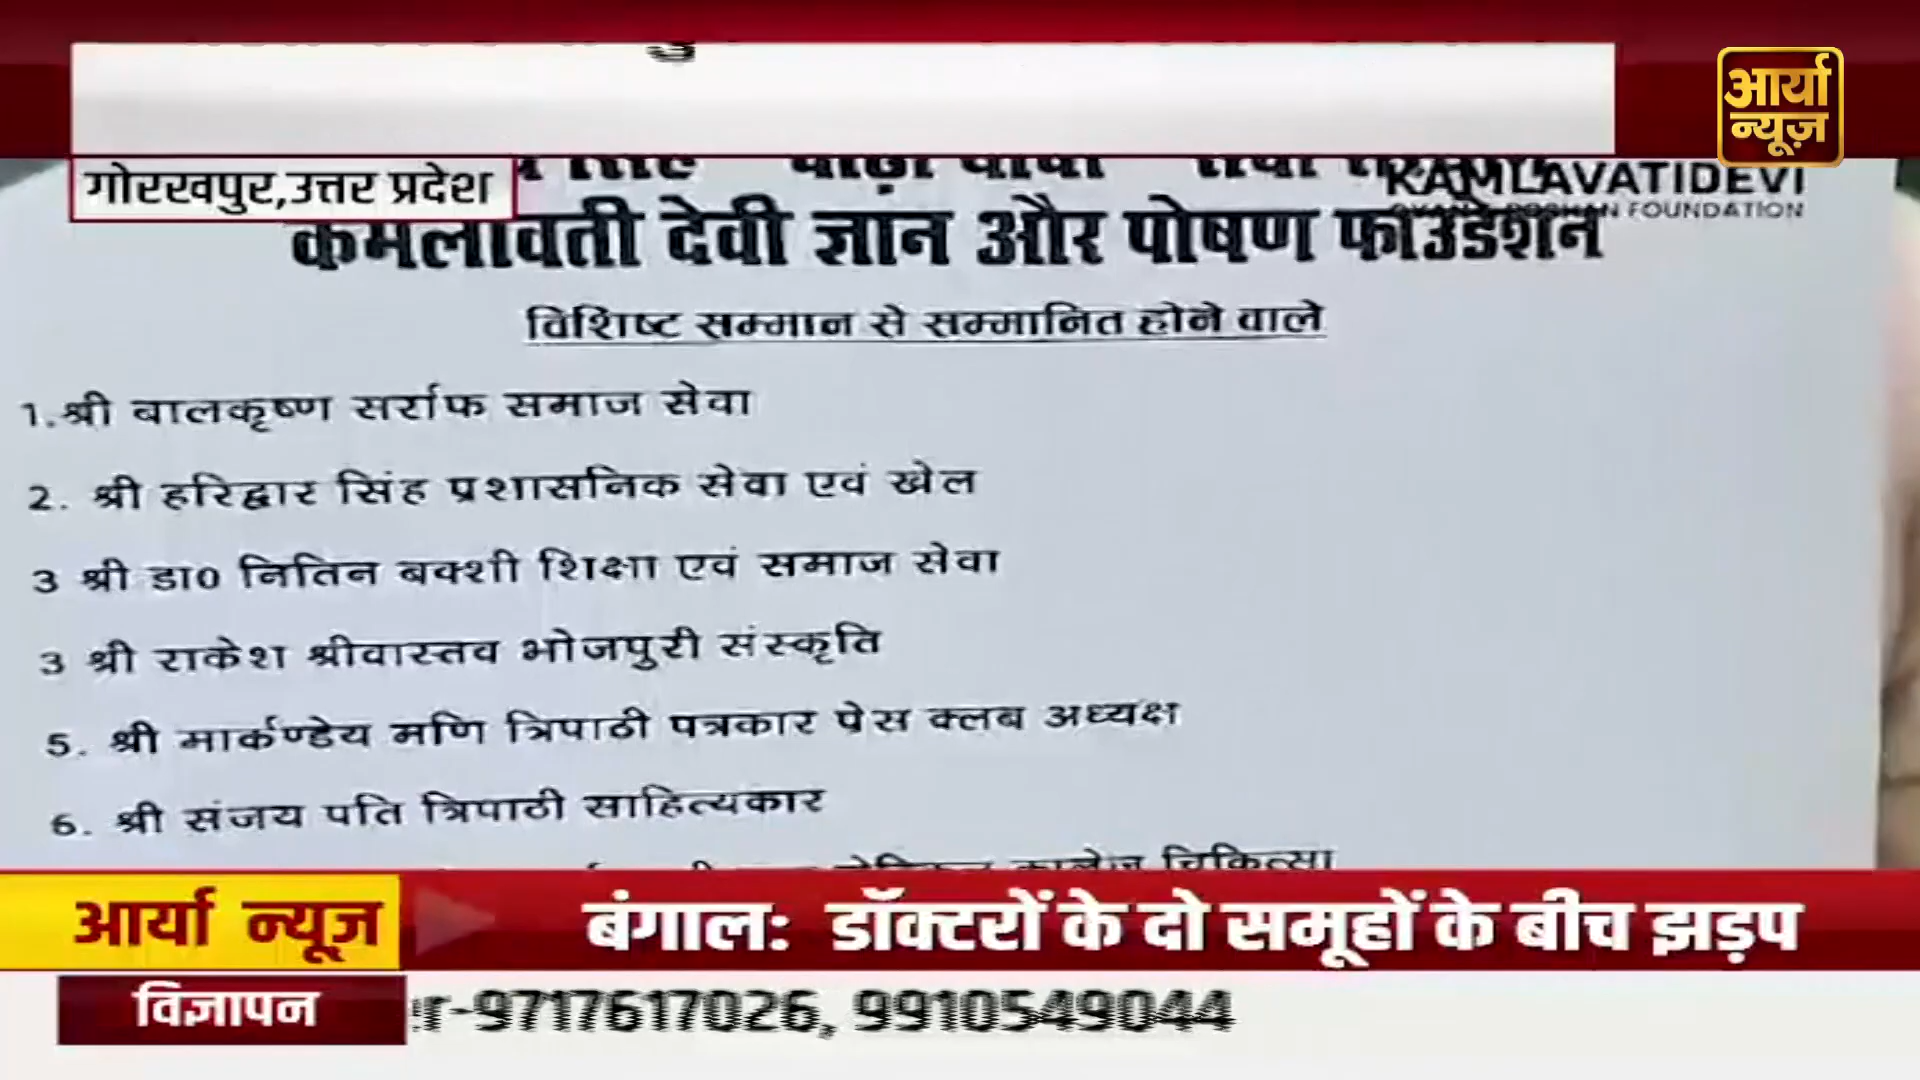 आर्या
न्यूज़
गोरखपुर,उत्तर प्रदेश
KAMLAVATIDEVI
FOUNDATION
कमलावती देवी ज्ञान और पोषण फाउंडेशन
विशिष्ट सम्मान से सम्मानित होने वाले
1.श्री बालकृष्ण सर्राफ समाज सेवा
2. श्री हरिद्वार सिंह प्रशासनिक सेवा एवं खेल
3 श्री डा0 नितिन बक्शी शिक्षा एवं समाज सेवा
3 श्री राकेश श्रीवास्तव भोजपुरी संस्कृति
5. श्री मार्कण्डेय मणि त्रिपाठी पत्रकार प्रेस क्लब अध्यक्ष
6. श्री संजय पति त्रिपाठी साहित्यकार
कालेज चिकित्सा
आर्या न्यूज़
बंगाल: डॉक्टरों के दो समूहों के बीच झड़प
विज्ञापन
9717617026, 9910549044